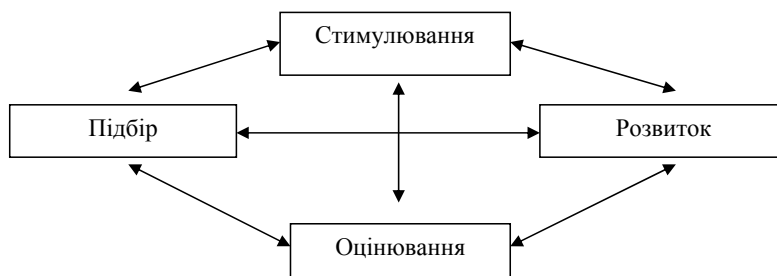 Стимулювання
Підбір
Розвиток
Оцінювання